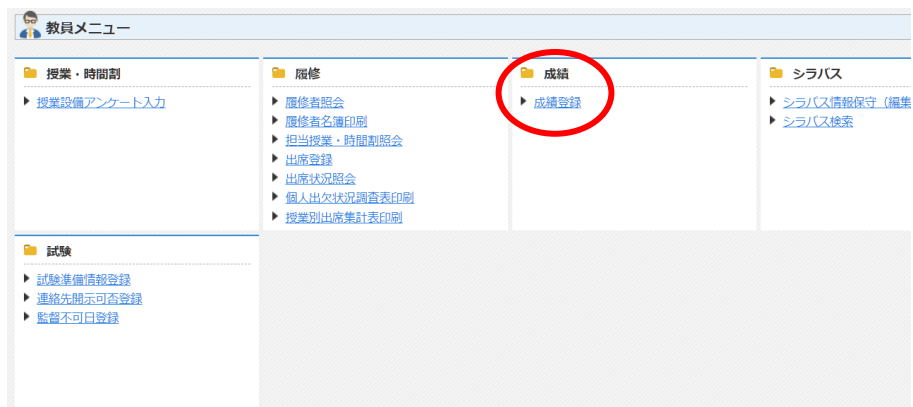 教員メニュー
授業・時間割
授業設備アンケート入力
履修
履修者照会
履修者名簿印刷
担当授業・時間割照会
出席登録
出席状況照会
個人出欠状況調査表印刷
授業別出席集計表印刷
成績
成績登録
シラバス
シラバス情報保守（編集
シラバス検索
試験
試験準備情報登録
連絡先開示可否登録
監督不可日登録